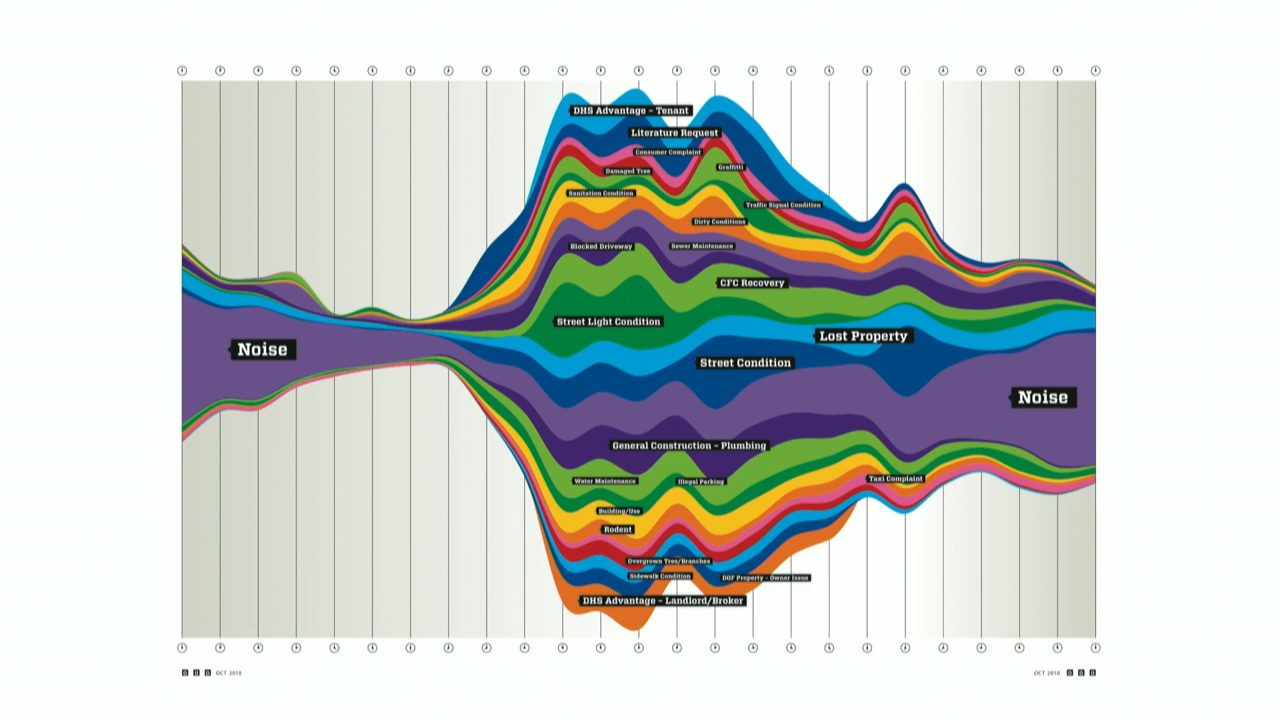 DHS Advantage – Tenant
Literature Request
Consumer Complaint
Graffitti
Damaged Tree
Sanitation Condition
Traffic Signal Condition
Dirty Conditions
Blocked Driveway
Sewer Maintenance
CFC Recovery
Street Light Condition
Lost Property
Noise
Street Condition
Noise
General Construction – Plumbing
Taxi Complaint
Water Maintenance
Illegal Parking
Building/Use
Rodent
Overgrown Tree/Branches
Sidewalk Condition
DOF Property – Owner Issue
DHS Advantage – Landlord/Broker
OCT 2010
OCT 2010